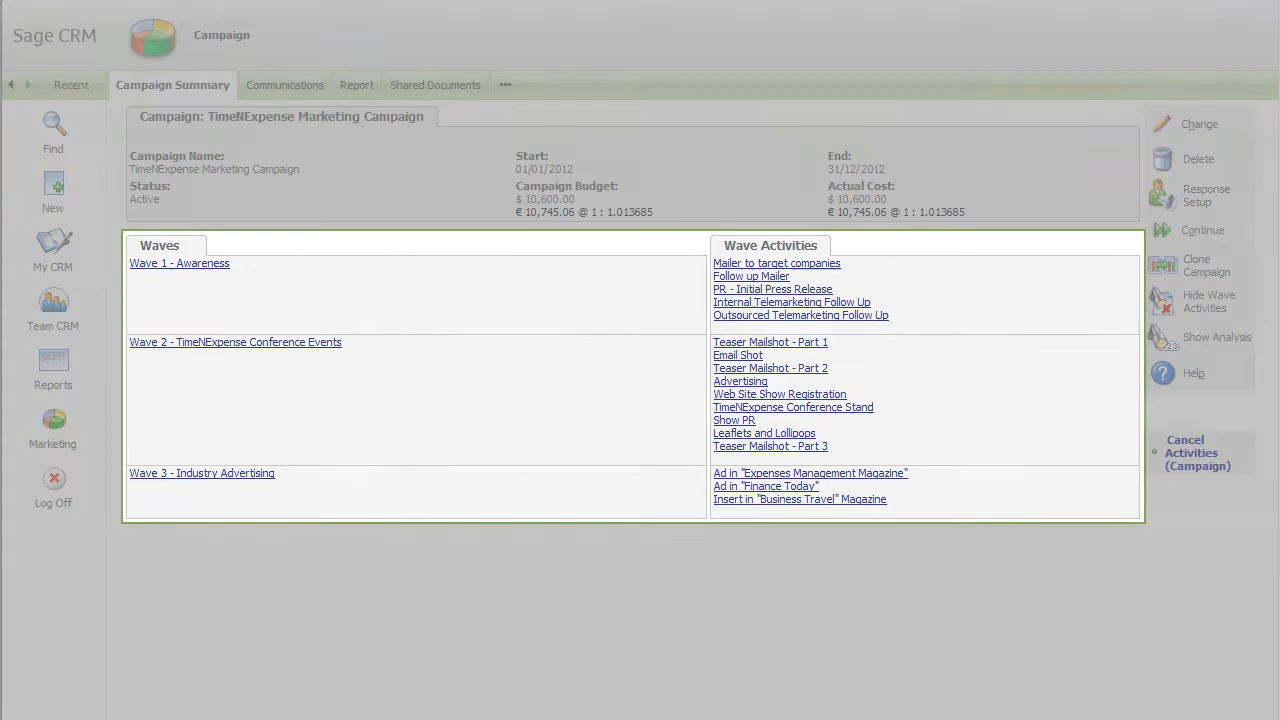 Sage CRM
Campaign
Recent
Campaign Summary
Communications
Report
Shared Documents
•••
Find
New
My CRM
Team CRM
Reports
Marketing
Log Off
Campaign: TimeNExpense Marketing Campaign
Campaign Name:
TimeNExpense Marketing Campaign
Start:
01/01/2012
End:
31/12/2012
Status:
Active
Campaign Budget:
$ 10,600.00
€ 10,745.06 @ 1 : 1.013685
Actual Cost:
$ 10,600.00
€ 10,745.06 @ 1 : 1.013685
Waves
Wave Activities
Wave 1 - Awareness
Mailer to target companies
Follow up Mailer
PR - Initial Press Release
Internal Telemarketing Follow Up
Outsourced Telemarketing Follow Up
Wave 2 - TimeNExpense Conference Events
Teaser Mailshot - Part 1
Email Shot
Teaser Mailshot - Part 2
Advertising
Web Site Show Registration
TimeNExpense Conference Stand
Show PR
Leaflets and Lollipops
Teaser Mailshot - Part 3
Wave 3 - Industry Advertising
Ad in "Expenses Management Magazine"
Ad in "Finance Today"
Insert in "Business Travel" Magazine
Change
Delete
Response
Setup
Continue
Clone
Campaign
Hide Wave
Activities
Show Analysis
Help
Cancel
Activities
(Campaign)